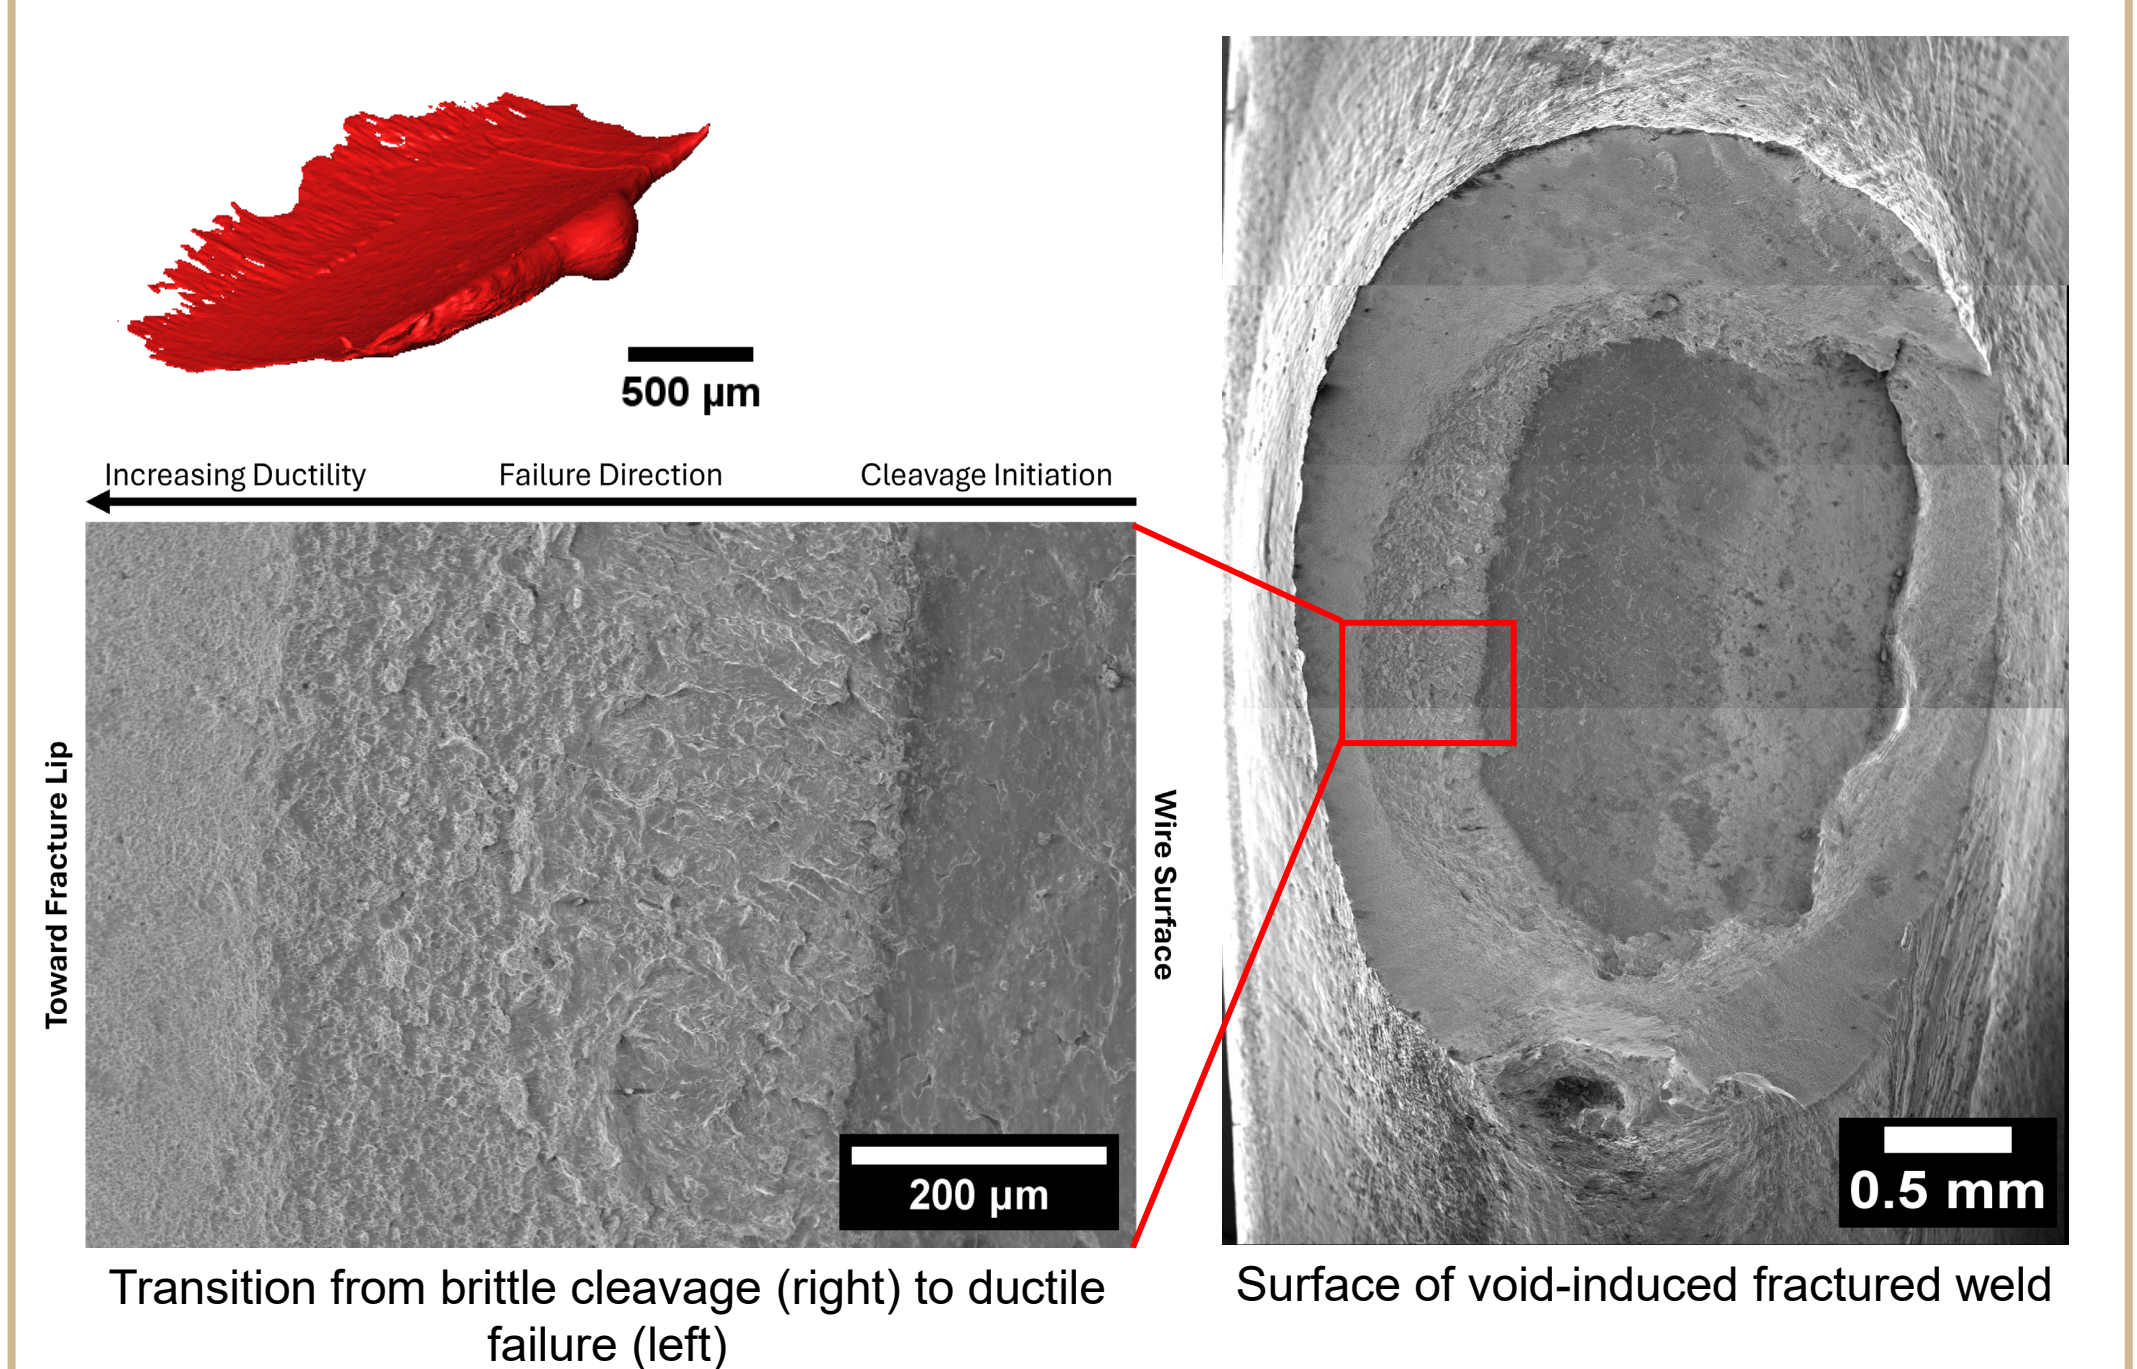 500 µm
Increasing Ductility
Failure Direction
Cleavage Initiation
Toward Fracture Lip
Wire Surface
200 µm
Transition from brittle cleavage (right) to ductile
failure (left)
0.5 mm
Surface of void-induced fractured weld